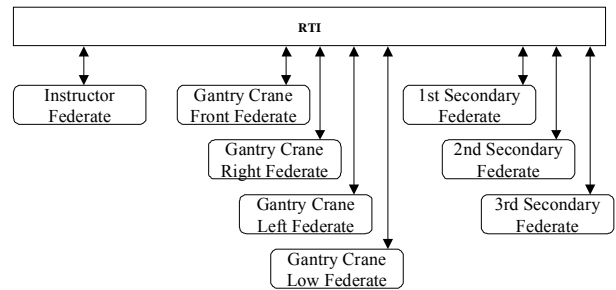 RTI
Instructor
Federate
Gantry Crane
Front Federate
Gantry Crane
Right Federate
Gantry Crane
Left Federate
Gantry Crane
Low Federate
1st Secondary
Federate
2nd Secondary
Federate
3rd Secondary
Federate